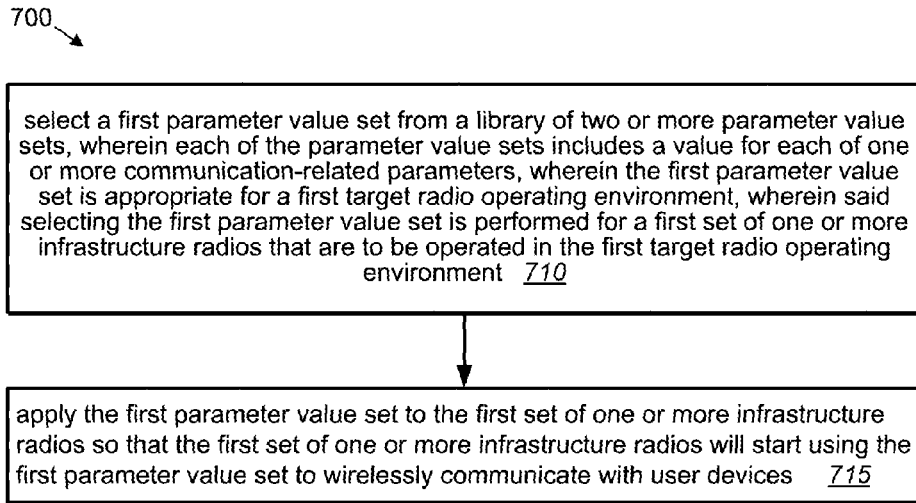 700
select a first parameter value set from a library of two or more parameter value
sets, wherein each of the parameter value sets includes a value for each of one
or more communication-related parameters, wherein the first parameter value
set is appropriate for a first target radio operating environment, wherein said
selecting the first parameter value set is performed for a first set of one or more
infrastructure radios that are to be operated in the first target radio operating
environment 710
apply the first parameter value set to the first set of one or more infrastructure
radios so that the first set of one or more infrastructure radios will start using the
first parameter value set to wirelessly communicate with user devices 715